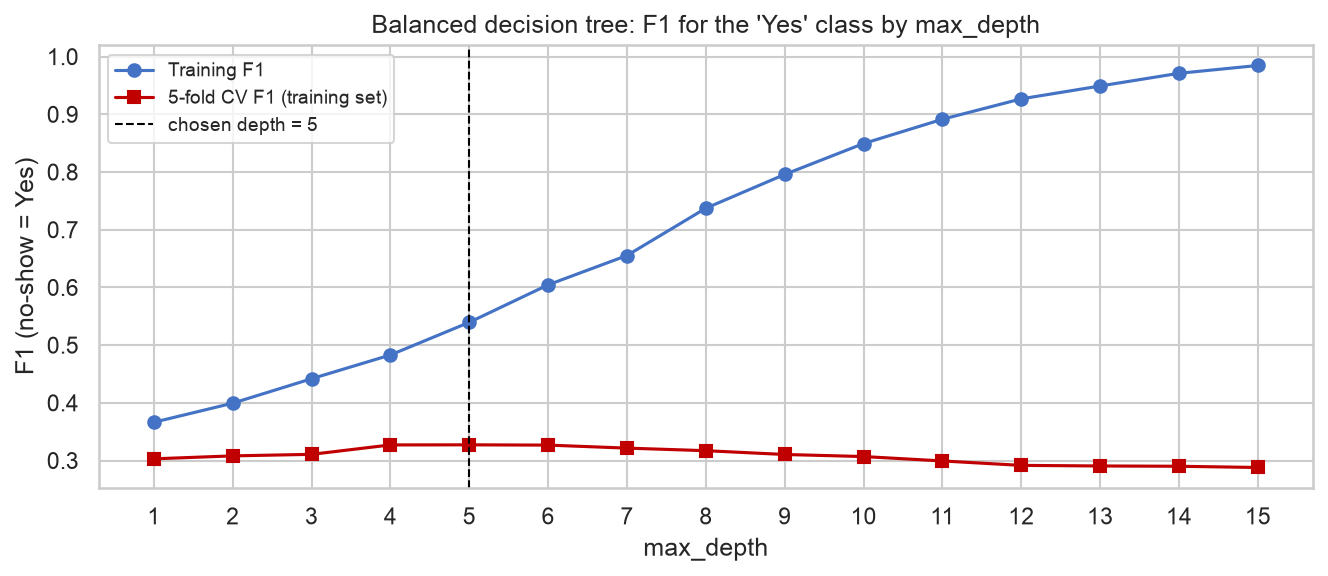 Balanced decision tree: F1 for the 'Yes' class by max_depth
Training F1
5-fold CV F1 (training set)
chosen depth = 5
F1 (no-show = Yes)
1.0
0.9
0.8
0.7
0.6
0.5
0.4
0.3
1 2 3 4 5 6 7 8 9 10 11 12 13 14 15
max_depth